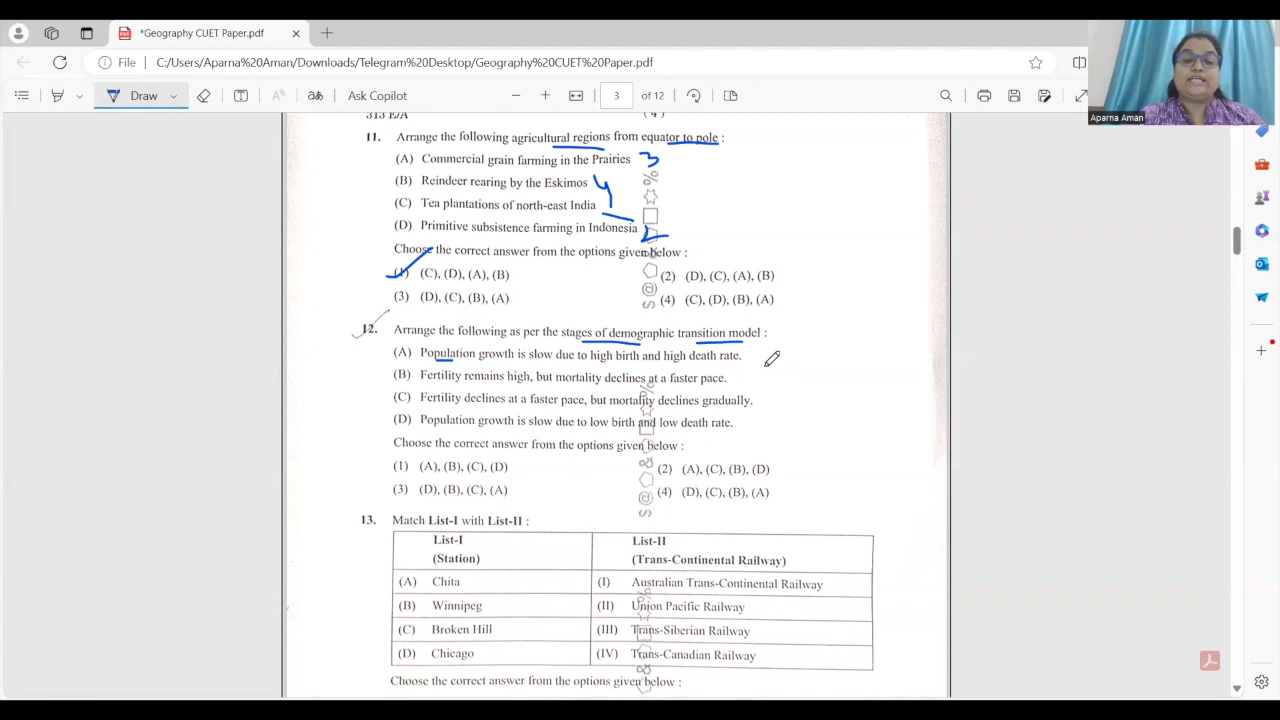 *Geography CUET Paper.pdf
File
C:/Users/Aparna%20Aman/Downloads/Telegram%20Desktop/Geography%20CUET%20Paper.pdf
Draw
Ask Copilot
3 of 12
Aparna Aman
313 E/A
( 4 )
11. Arrange the following agricultural regions from equator to pole :
(A) Commercial grain farming in the Prairies 3
(B) Reindeer rearing by the Eskimos 4
(C) Tea plantations of north-east India 1
(D) Primitive subsistence farming in Indonesia 2
Choose the correct answer from the options given below :
(1) (C), (D), (A), (B)
(2) (D), (C), (A), (B)
(3) (D), (C), (B), (A)
(4) (C), (D), (B), (A)
12. Arrange the following as per the stages of demographic transition model :
(A) Population growth is slow due to high birth and high death rate.
(B) Fertility remains high, but mortality declines at a faster pace.
(C) Fertility declines at a faster pace, but mortality declines gradually.
(D) Population growth is slow due to low birth and low death rate.
Choose the correct answer from the options given below :
(1) (A), (B), (C), (D)
(2) (A), (C), (B), (D)
(3) (D), (B), (C), (A)
(4) (D), (C), (B), (A)
13. Match List-I with List-II :
List-I
(Station)
List-II
(Trans-Continental Railway)
(A) Chita
(I) Australian Trans-Continental Railway
(B) Winnipeg
(II) Union Pacific Railway
(C) Broken Hill
(III) Trans-Siberian Railway
(D) Chicago
(IV) Trans-Canadian Railway
Choose the correct answer from the options given below :